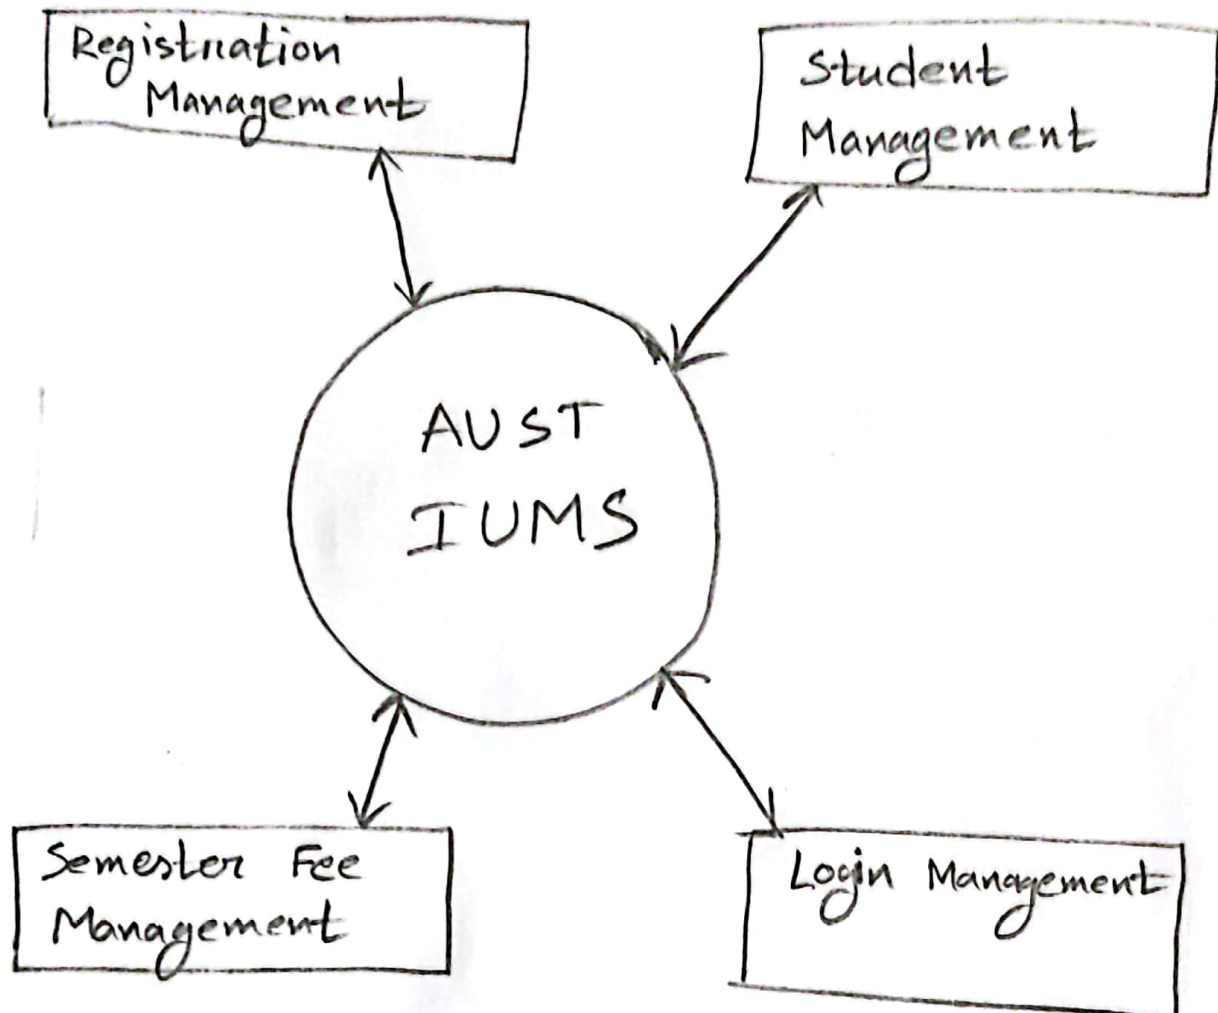 Registration
Management
Student
Management
AUST
IUMS
Semester Fee
Management
Login Management